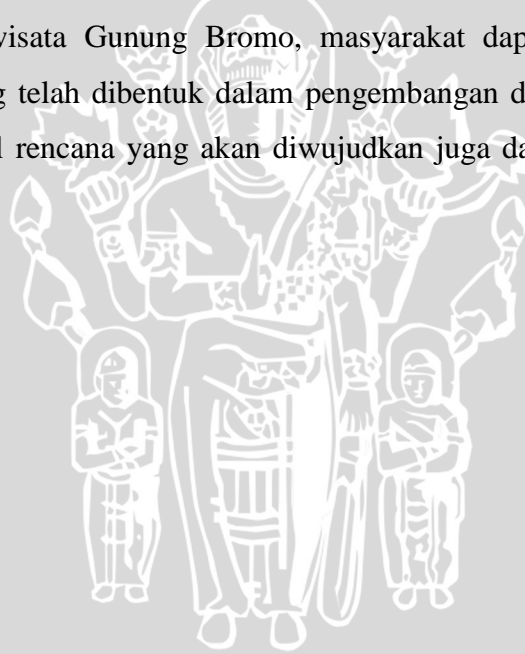 wisata Gunung Bromo, masyarakat dap
g telah dibentuk dalam pengembangan d
l rencana yang akan diwujudkan juga da